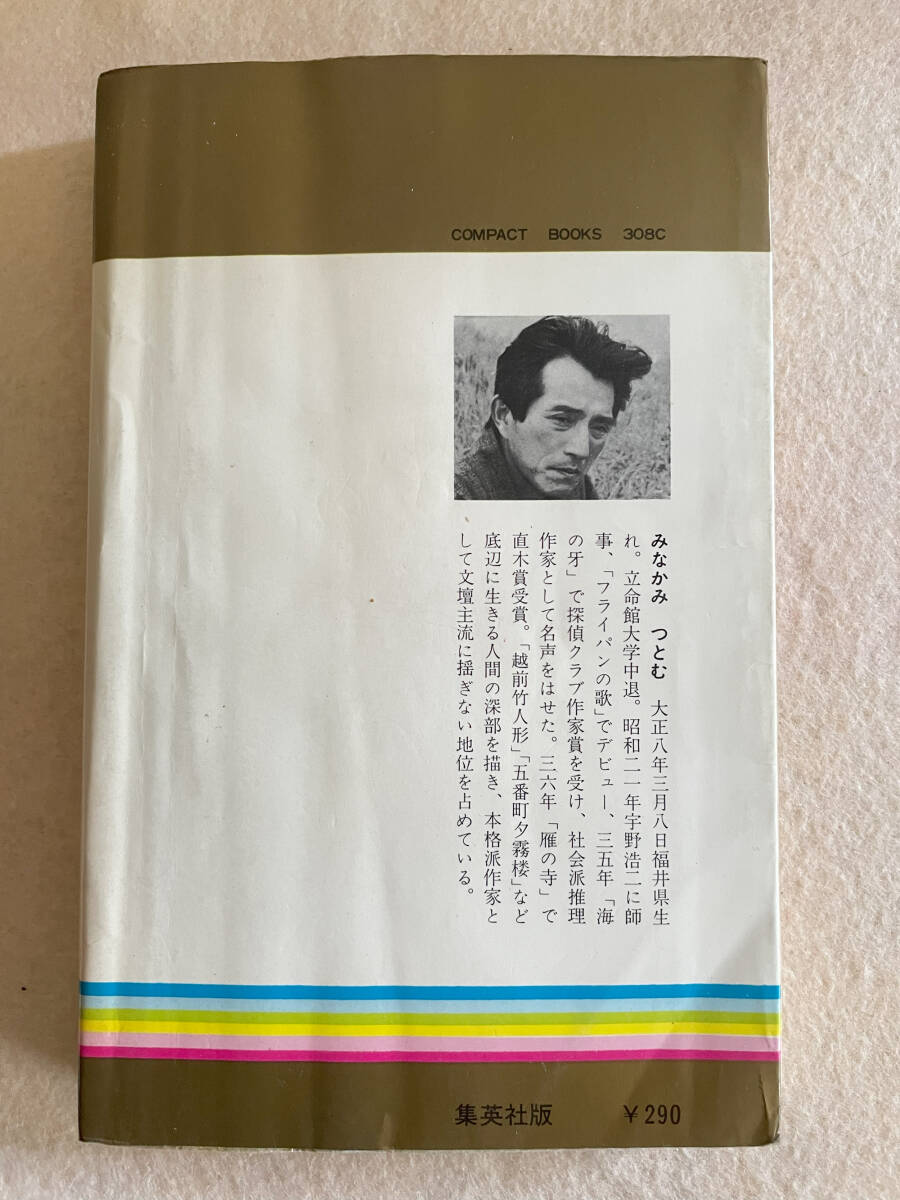 COMPACT BOOKS 308C
みなかみ　つとむ　大正八年三月八日福井県生
れ。立命館大学中退。昭和二一年宇野浩二に師
事、「フライパンの歌」でデビュー、三五年「海
の牙」で探偵クラブ作家賞を受け、社会派推理
作家として名声をはせた。三六年「雁の寺」で
直木賞受賞。「越前竹人形」「五番町夕霧楼」など
底辺に生きる人間の深部を描き、本格派作家と
して文壇主流に揺ぎない地位を占めている。
集英社版　￥290